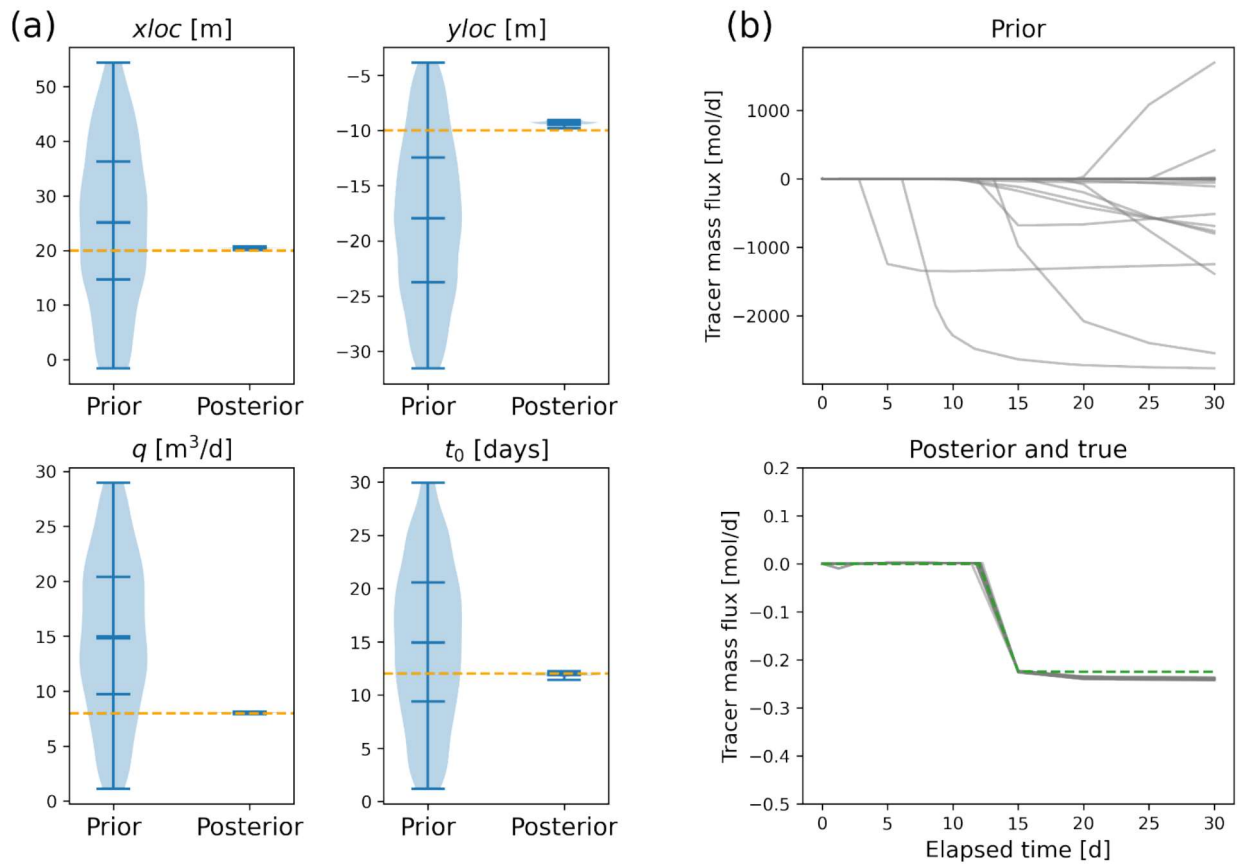 (a)
xloc [m]
50
40
30
20
10
0
Prior
Posterior
yloc [m]
−5
−10
−15
−20
−25
−30
Prior
Posterior
q [m³/d]
30
25
20
15
10
5
0
Prior
Posterior
t₀ [days]
30
25
20
15
10
5
0
Prior
Posterior
(b)
Prior
Tracer mass flux [mol/d]
1000
0
−1000
−2000
0 5 10 15 20 25 30
Posterior and true
Tracer mass flux [mol/d]
0.2
0.1
0.0
−0.1
−0.2
−0.3
−0.4
−0.5
0 5 10 15 20 25 30
Elapsed time [d]